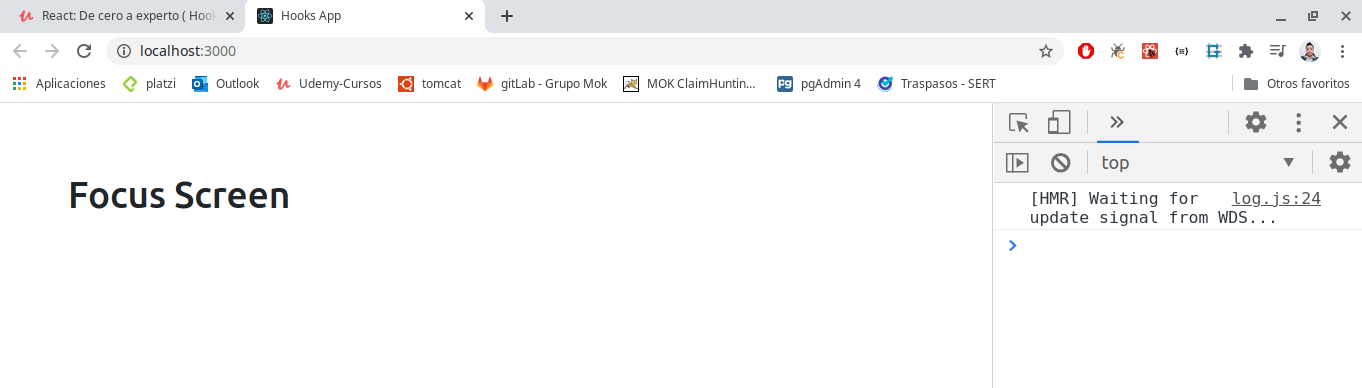 React: De cero a experto ( Hook
Hooks App
localhost:3000
Aplicaciones
platzi
Outlook
Udemy-Cursos
tomcat
gitLab - Grupo Mok
MOK ClaimHuntin...
pgAdmin 4
Traspasos - SERT
Otros favoritos
top
Focus Screen
[HMR] Waiting for log.js:24
update signal from WDS...